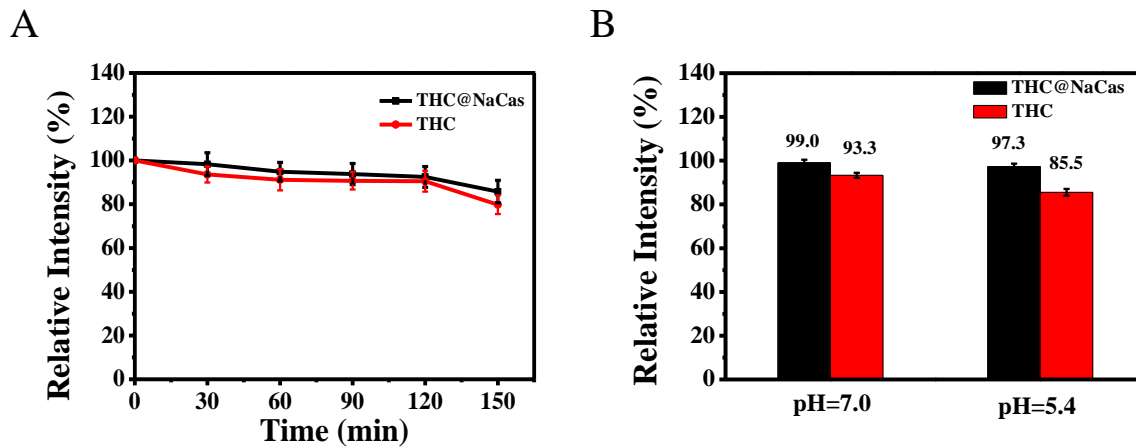 A
Relative Intensity (%)
140
120
100
80
60
40
20
0
THC@NaCas
THC
0 30 60 90 120 150
Time (min)
B
Relative Intensity (%)
140
120
100
80
60
40
20
0
THC@NaCas
THC
99.0 93.3 97.3 85.5
pH=7.0 pH=5.4